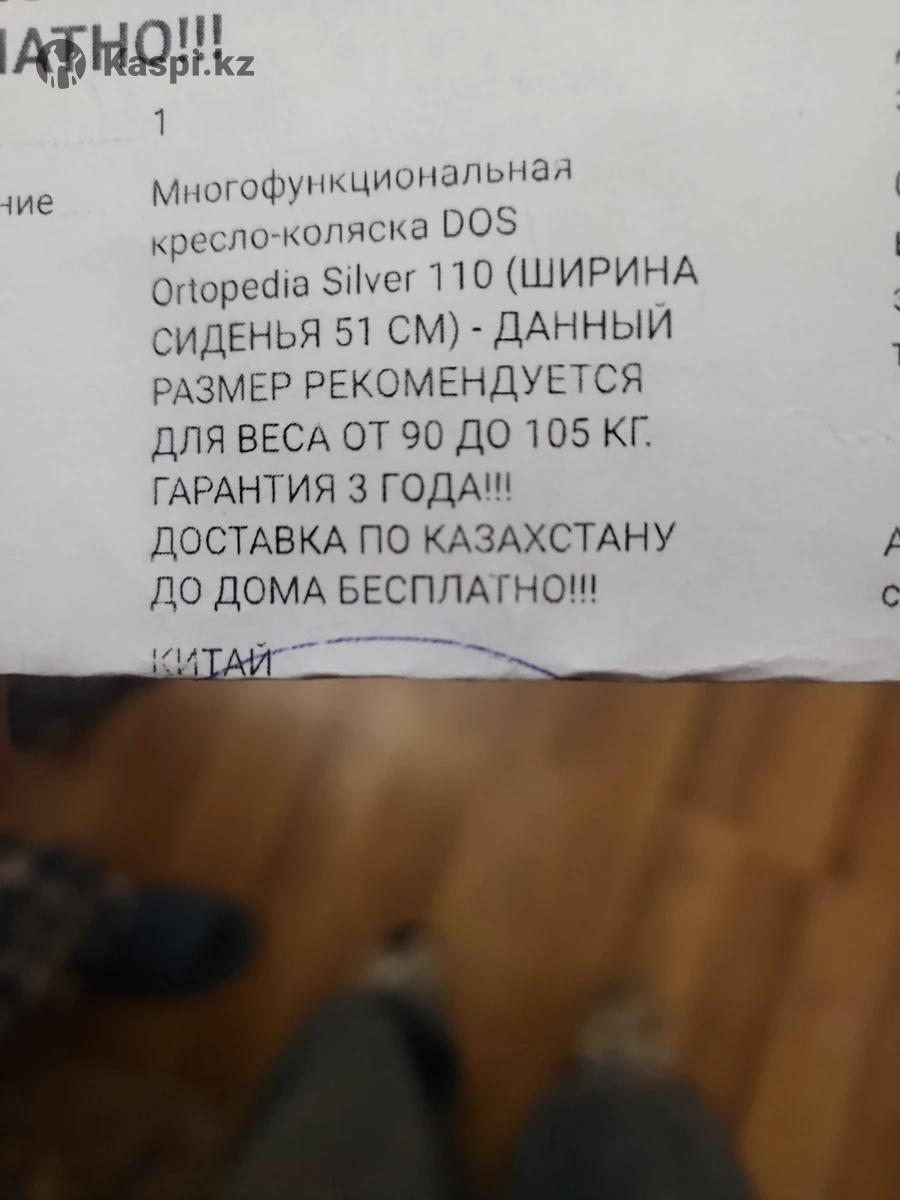 ЛАТНО!!!
Kaspi.kz
1
ние
Многофункциональная
кресло-коляска DOS
Ortopedia Silver 110 (ШИРИНА
СИДЕНЬЯ 51 СМ) - ДАННЫЙ
РАЗМЕР РЕКОМЕНДУЕТСЯ
ДЛЯ ВЕСА ОТ 90 ДО 105 КГ.
ГАРАНТИЯ 3 ГОДА!!!
ДОСТАВКА ПО КАЗАХСТАНУ
ДО ДОМА БЕСПЛАТНО!!!
КИТАЙ